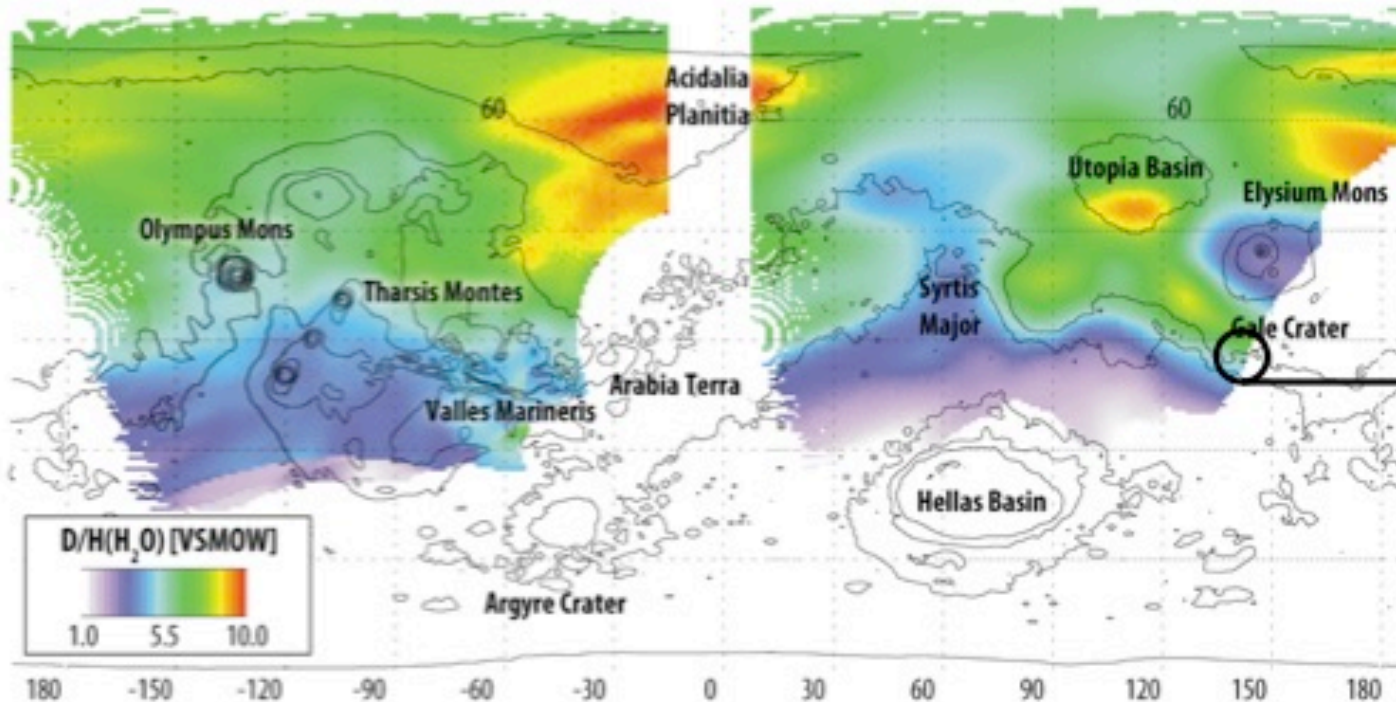 Acidalia
Planitia
60
60
Utopia Basin
Elysium Mons
Olympus Mons
Tharsis Montes
Syrtis
Major
Gale Crater
Arabia Terra
Valles Marineris
Hellas Basin
D/H(H₂O) [VSMOW]
1.0 5.5 10.0
Argyre Crater
180 -150 -120 -90 -60 -30 0 30 60 90 120 150 180